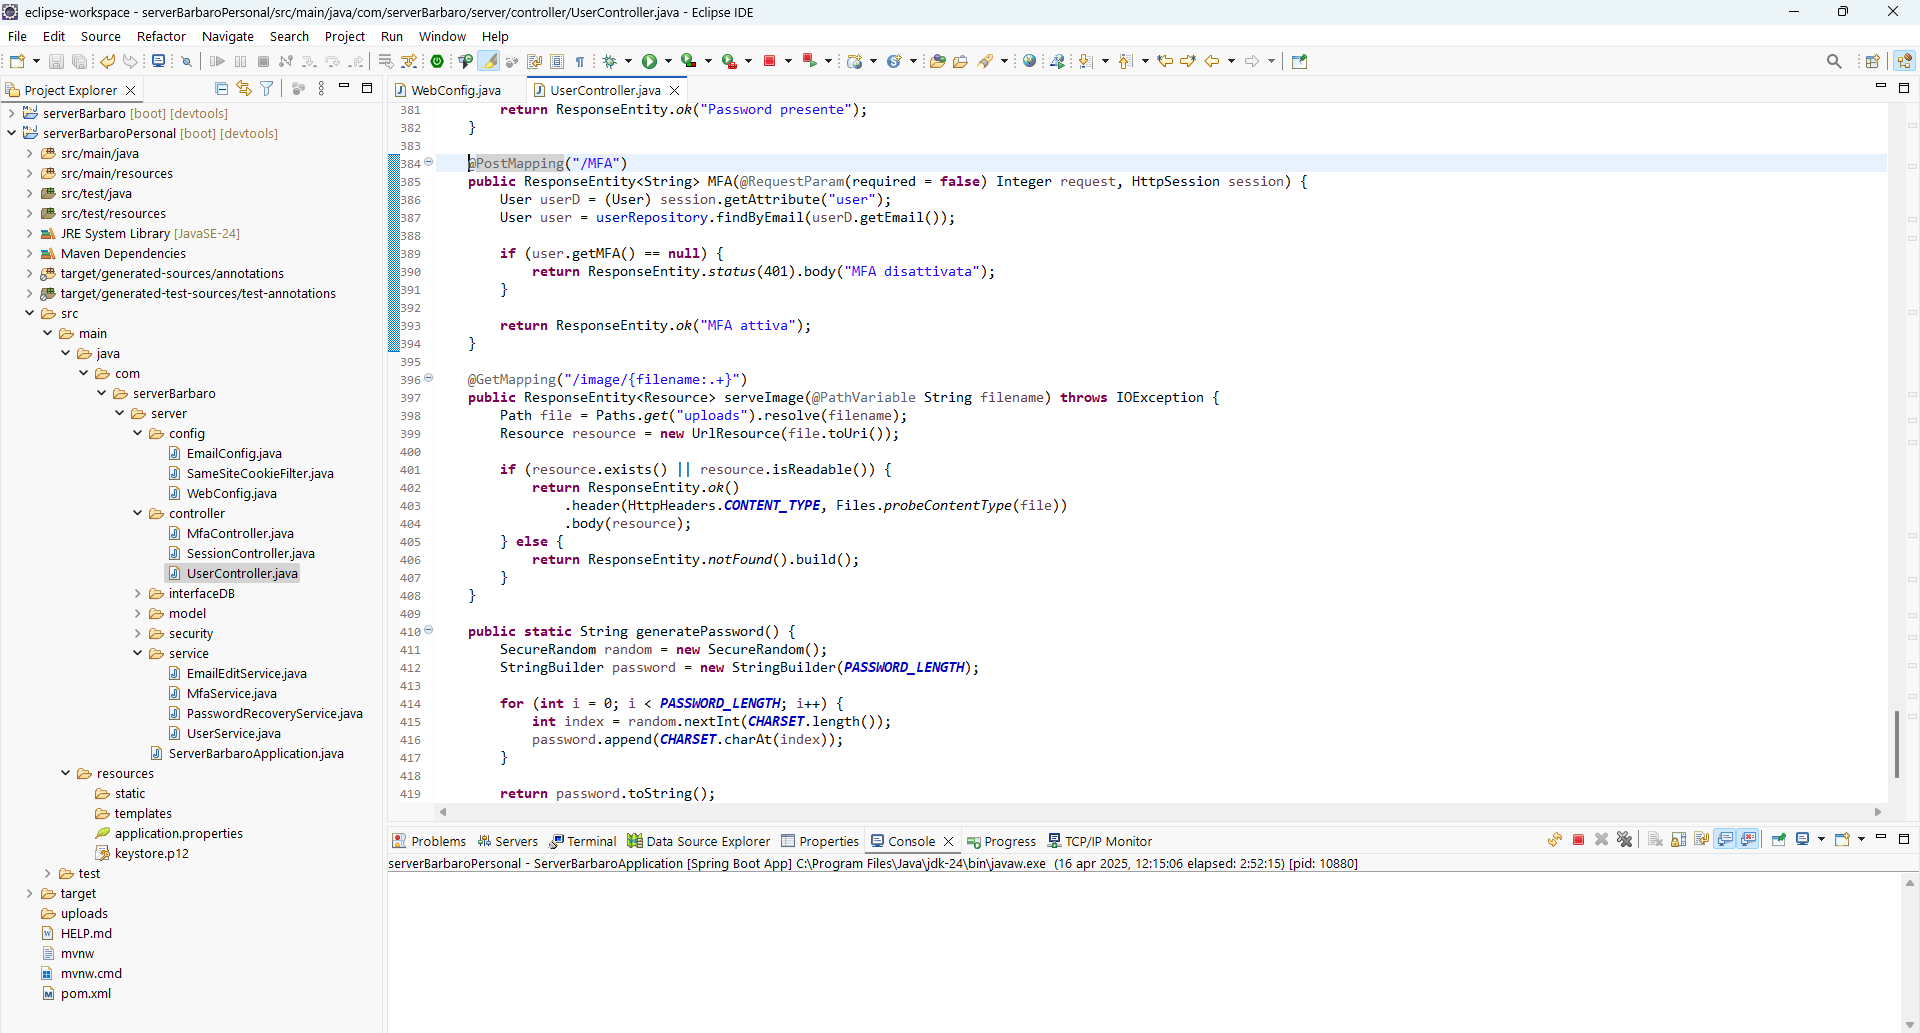 eclipse-workspace - serverBarbaroPersonal/src/main/java/com/serverBarbaro/server/controller/UserController.java - Eclipse IDE
File Edit Source Refactor Navigate Search Project Run Window Help
Project Explorer
serverBarbaro [boot] [devtools]
serverBarbaroPersonal [boot] [devtools]
src/main/java
src/main/resources
src/test/java
src/test/resources
JRE System Library [JavaSE-24]
Maven Dependencies
target/generated-sources/annotations
target/generated-test-sources/test-annotations
src
main
java
com
serverBarbaro
server
config
EmailConfig.java
SameSiteCookieFilter.java
WebConfig.java
controller
MfaController.java
SessionController.java
UserController.java
interfaceDB
model
security
service
EmailEditService.java
MfaService.java
PasswordRecoveryService.java
UserService.java
ServerBarbaroApplication.java
resources
static
templates
application.properties
keystore.p12
test
target
uploads
HELP.md
mvnw
mvnw.cmd
pom.xml
WebConfig.java UserController.java
381 return ResponseEntity.ok("Password presente");
382 }
383
384 @PostMapping("/MFA")
385 public ResponseEntity<String> MFA(@RequestParam(required = false) Integer request, HttpSession session) {
386 User userD = (User) session.getAttribute("user");
387 User user = userRepository.findByEmail(userD.getEmail());
388
389 if (user.getMFA() == null) {
390 return ResponseEntity.status(401).body("MFA disattivata");
391 }
392
393 return ResponseEntity.ok("MFA attiva");
394 }
395
396 @GetMapping("/image/{filename:.+}")
397 public ResponseEntity<Resource> serveImage(@PathVariable String filename) throws IOException {
398 Path file = Paths.get("uploads").resolve(filename);
399 Resource resource = new UrlResource(file.toUri());
400
401 if (resource.exists() || resource.isReadable()) {
402 return ResponseEntity.ok()
403 .header(HttpHeaders.CONTENT_TYPE, Files.probeContentType(file))
404 .body(resource);
405 } else {
406 return ResponseEntity.notFound().build();
407 }
408 }
409
410 public static String generatePassword() {
411 SecureRandom random = new SecureRandom();
412 StringBuilder password = new StringBuilder(PASSWORD_LENGTH);
413
414 for (int i = 0; i < PASSWORD_LENGTH; i++) {
415 int index = random.nextInt(CHARSET.length());
416 password.append(CHARSET.charAt(index));
417 }
418
419 return password.toString();
Problems Servers Terminal Data Source Explorer Properties Console Progress TCP/IP Monitor
serverBarbaroPersonal - ServerBarbaroApplication [Spring Boot App] C:\Program Files\Java\jdk-24\bin\javaw.exe (16 apr 2025, 12:15:06 elapsed: 2:52:15) [pid: 10880]